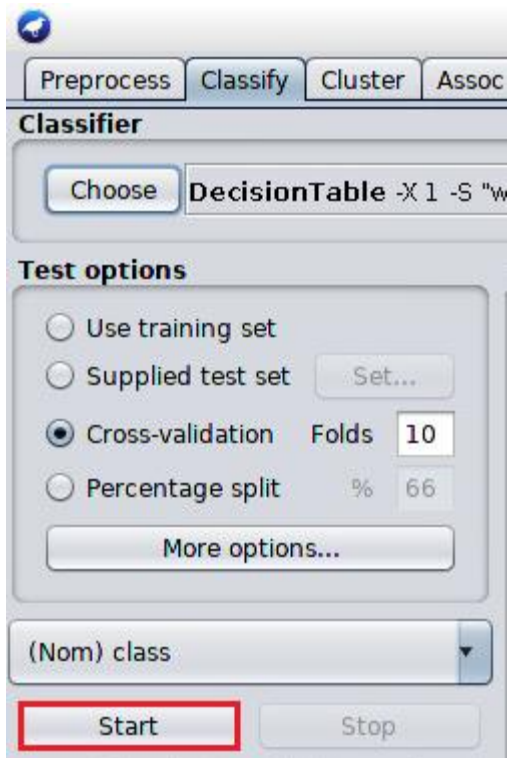 Preprocess Classify Cluster Assoc
Classifier
Choose DecisionTable -X 1 -S "w
Test options
Use training set
Supplied test set Set...
Cross-validation Folds 10
Percentage split % 66
More options...
(Nom) class
Start Stop